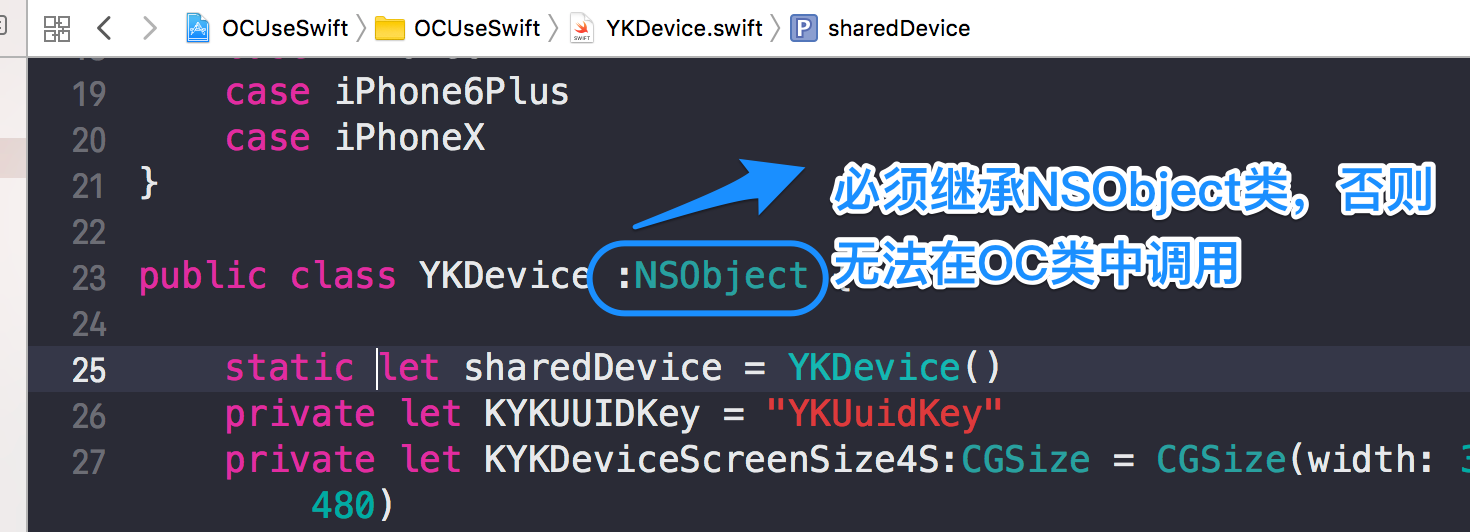 OCUseSwift OCUseSwift YKDevice.swift P sharedDevice
19 case iPhone6Plus
20 case iPhoneX
21 }
22
23 public class YKDevice :NSObject {
必须继承NSObject类，否则
无法在OC类中调用
24
25 static let sharedDevice = YKDevice()
26 private let KYKUUIDKey = "YKUuidKey"
27 private let KYKDeviceScreenSize4S:CGSize = CGSize(width:
480)